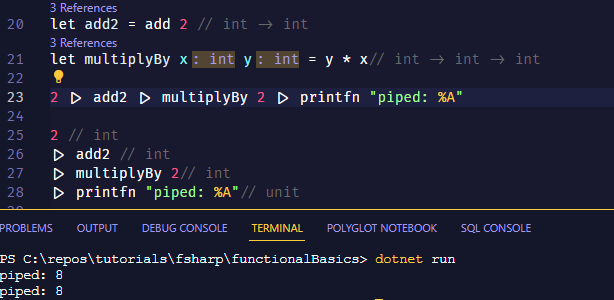 3 References
20 let add2 = add 2 // int -> int
3 References
21 let multiplyBy x: int y: int = y * x// int -> int -> int
22
23 2 |> add2 |> multiplyBy 2 |> printfn "piped: %A"
24
25 2 // int
26 |> add2 // int
27 |> multiplyBy 2// int
28 |> printfn "piped: %A"// unit
PROBLEMS OUTPUT DEBUG CONSOLE TERMINAL POLYGLOT NOTEBOOK SQL CONSOLE
PS C:\repos\tutorials\fsharp\functionalBasics> dotnet run
piped: 8
piped: 8